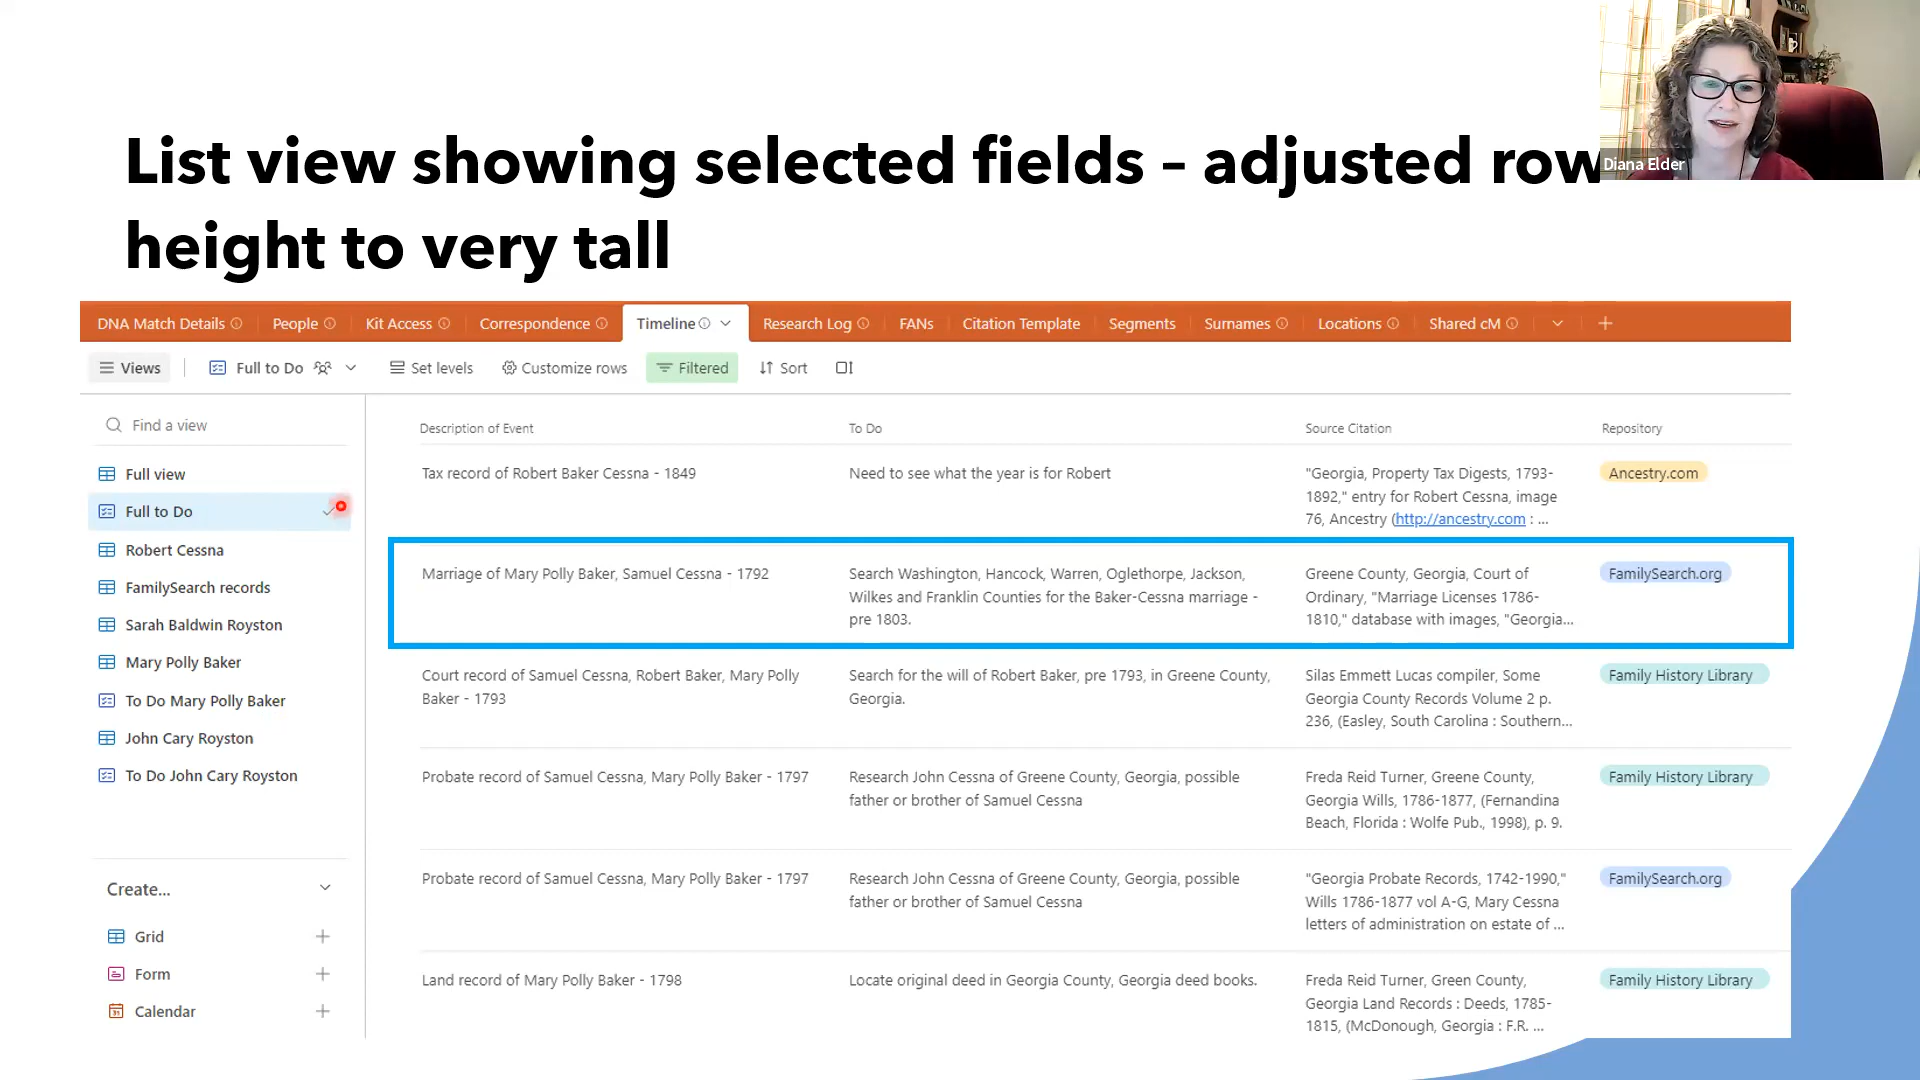 List view showing selected fields – adjusted row
height to very tall
Diana Elder
DNA Match Details People Kit Access Correspondence Timeline Research Log FANs Citation Template Segments Surnames Locations Shared cM
Views Full to Do Set levels Customize rows Filtered Sort
Find a view
Full view
Full to Do
Robert Cessna
FamilySearch records
Sarah Baldwin Royston
Mary Polly Baker
To Do Mary Polly Baker
John Cary Royston
To Do John Cary Royston
Create...
Grid
Form
Calendar
Description of Event To Do Source Citation Repository
Tax record of Robert Baker Cessna - 1849
Need to see what the year is for Robert
"Georgia, Property Tax Digests, 1793-
1892," entry for Robert Cessna, image
76, Ancestry (http://ancestry.com : ...
Ancestry.com
Marriage of Mary Polly Baker, Samuel Cessna - 1792
Search Washington, Hancock, Warren, Oglethorpe, Jackson,
Wilkes and Franklin Counties for the Baker-Cessna marriage -
pre 1803.
Greene County, Georgia, Court of
Ordinary, "Marriage Licenses 1786-
1810," database with images, "Georgia...
FamilySearch.org
Court record of Samuel Cessna, Robert Baker, Mary Polly
Baker - 1793
Search for the will of Robert Baker, pre 1793, in Greene County,
Georgia.
Silas Emmett Lucas compiler, Some
Georgia County Records Volume 2 p.
236, (Easley, South Carolina : Southern...
Family History Library
Probate record of Samuel Cessna, Mary Polly Baker - 1797
Research John Cessna of Greene County, Georgia, possible
father or brother of Samuel Cessna
Freda Reid Turner, Greene County,
Georgia Wills, 1786-1877, (Fernandina
Beach, Florida : Wolfe Pub., 1998), p. 9.
Family History Library
Probate record of Samuel Cessna, Mary Polly Baker - 1797
Research John Cessna of Greene County, Georgia, possible
father or brother of Samuel Cessna
"Georgia Probate Records, 1742-1990,"
Wills 1786-1877 vol A-G, Mary Cessna
letters of administration on estate of ...
FamilySearch.org
Land record of Mary Polly Baker - 1798
Locate original deed in Georgia County, Georgia deed books.
Freda Reid Turner, Green County,
Georgia Land Records : Deeds, 1785-
1815, (McDonough, Georgia : F.R. ...
Family History Library